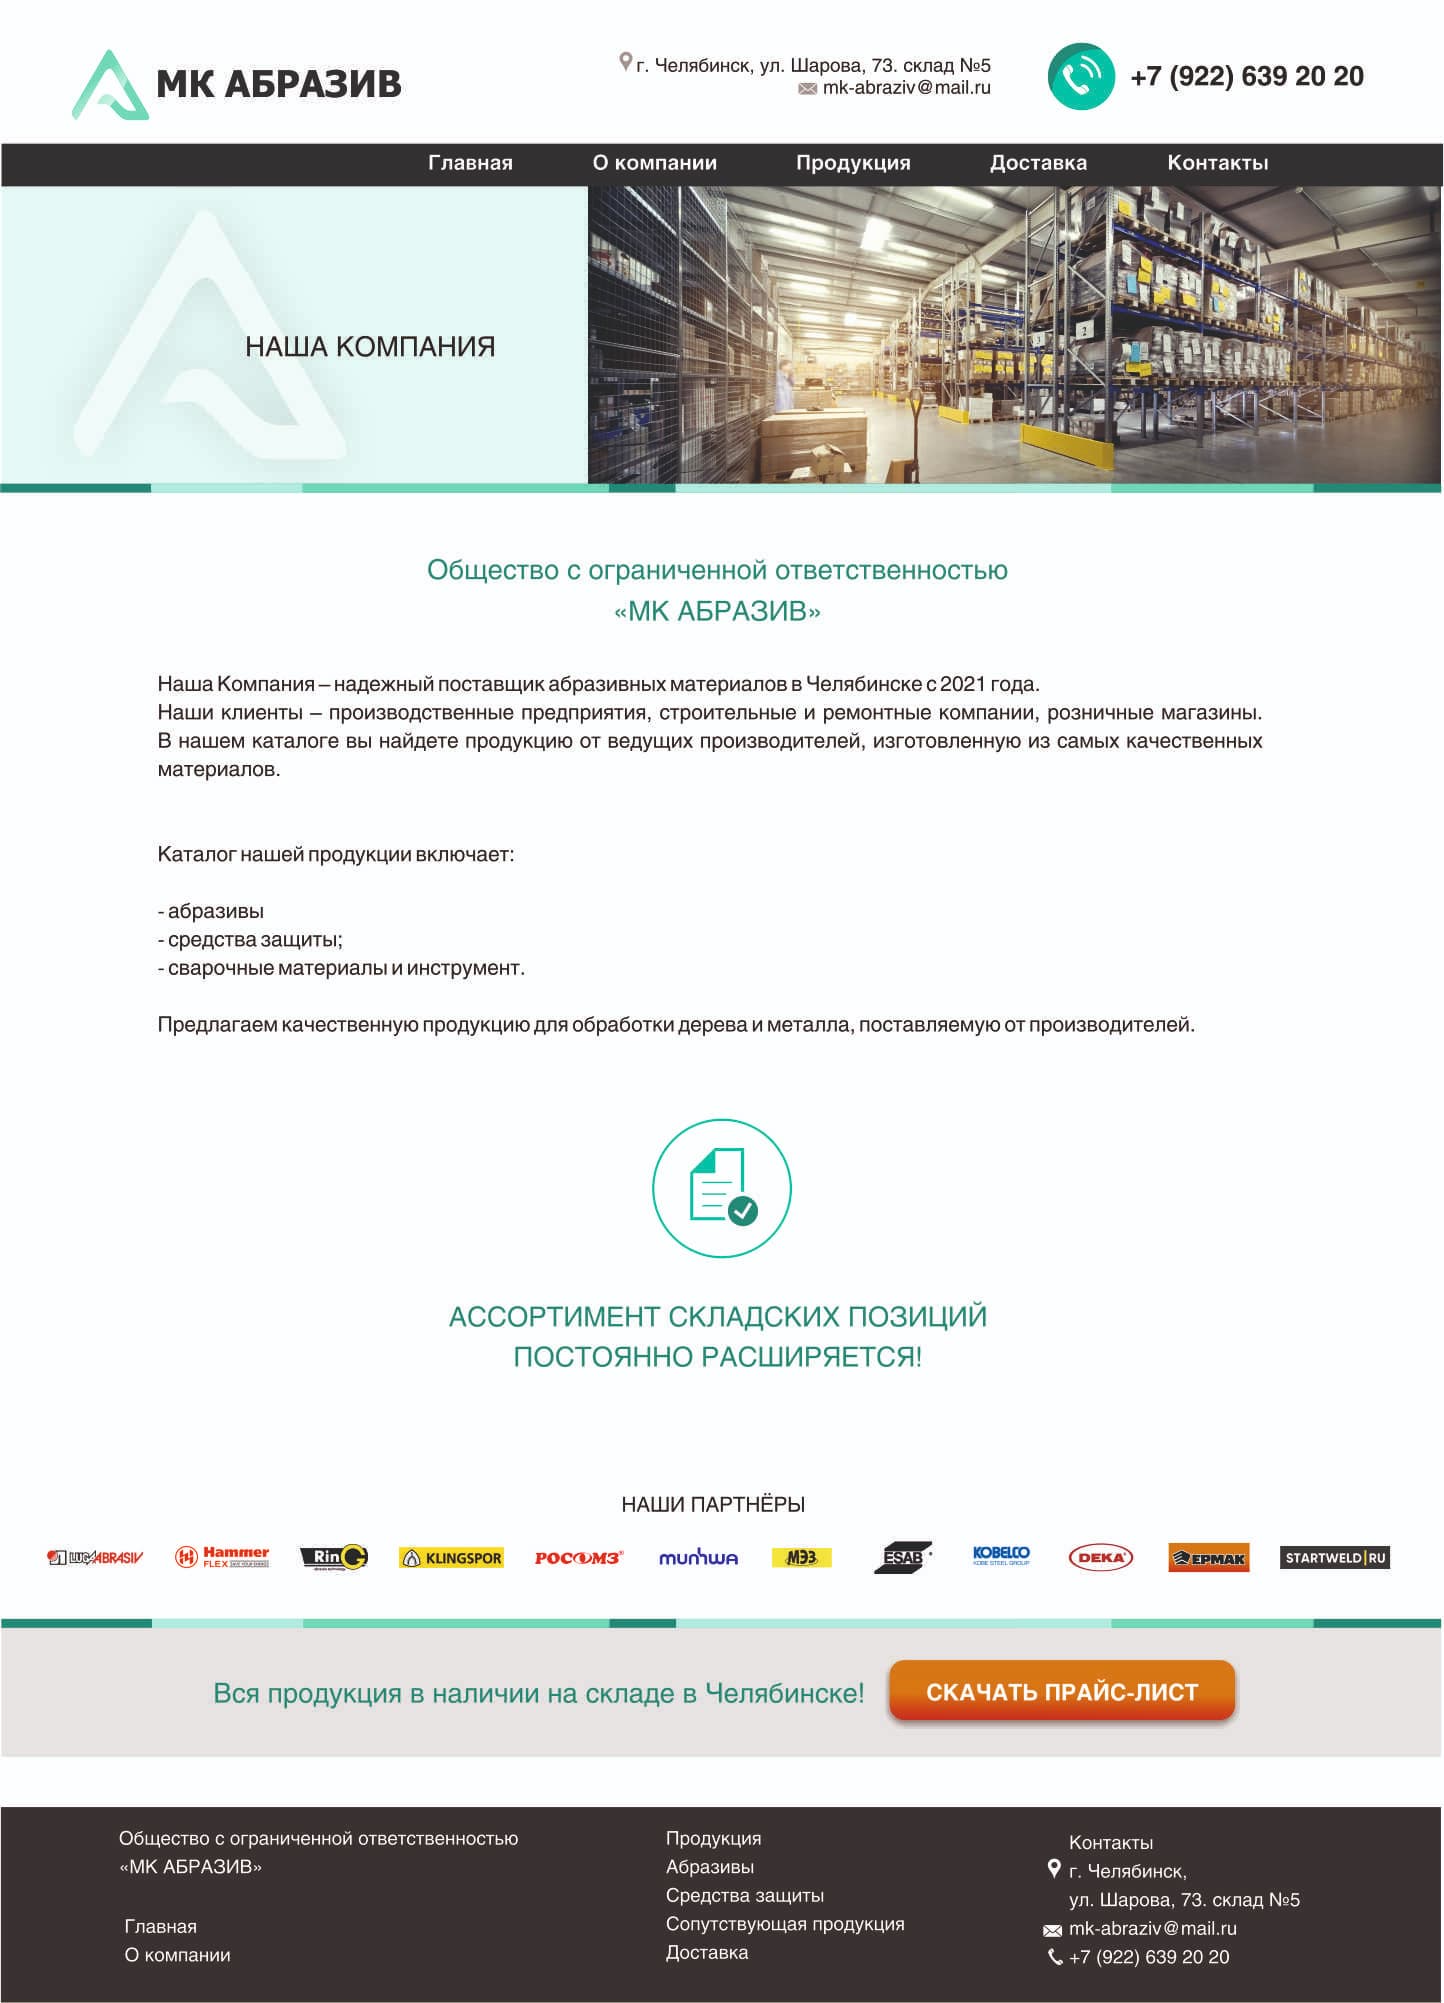 МК АБРАЗИВ
г. Челябинск, ул. Шарова, 73. склад №5
mk-abraziv@mail.ru
+7 (922) 639 20 20
Главная О компании Продукция Доставка Контакты
НАША КОМПАНИЯ
2
3
Общество с ограниченной ответственностью
«МК АБРАЗИВ»
Наша Компания – надежный поставщик абразивных материалов в Челябинске с 2021 года.
Наши клиенты – производственные предприятия, строительные и ремонтные компании, розничные магазины.
В нашем каталоге вы найдете продукцию от ведущих производителей, изготовленную из самых качественных
материалов.
Каталог нашей продукции включает:
- абразивы
- средства защиты;
- сварочные материалы и инструмент.
Предлагаем качественную продукцию для обработки дерева и металла, поставляемую от производителей.
АССОРТИМЕНТ СКЛАДСКИХ ПОЗИЦИЙ
ПОСТОЯННО РАСШИРЯЕТСЯ!
НАШИ ПАРТНЁРЫ
LUGAABRASIV Hammer FLEX RinG KLINGSPOR РОСОМЗ munhwa МЭЗ ESAB KOBELCO DEKA ЕРМАК STARTWELD|RU
KOBE STEEL GROUP
Вся продукция в наличии на складе в Челябинске!
СКАЧАТЬ ПРАЙС-ЛИСТ
Общество с ограниченной ответственностью
«МК АБРАЗИВ»
Главная
О компании
Продукция
Абразивы
Средства защиты
Сопутствующая продукция
Доставка
Контакты
г. Челябинск,
ул. Шарова, 73. склад №5
mk-abraziv@mail.ru
+7 (922) 639 20 20